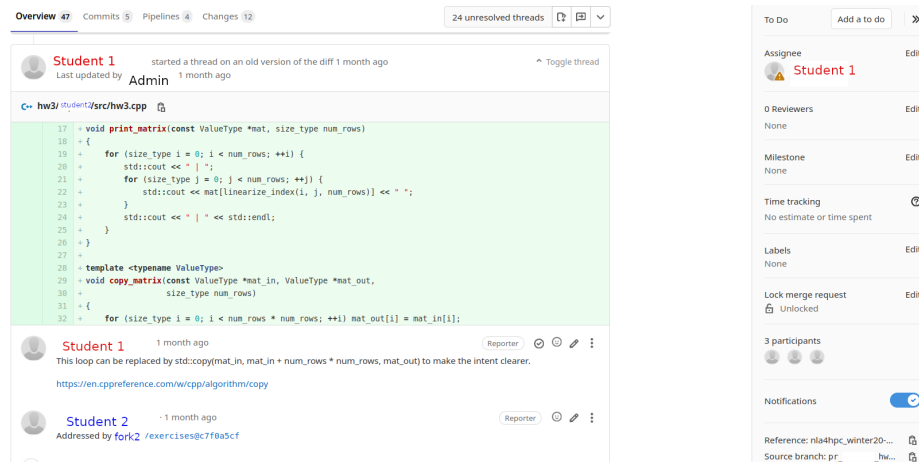 Overview 47 Commits 5 Pipelines 4 Changes 12
24 unresolved threads
Student 1 started a thread on an old version of the diff 1 month ago
Toggle thread
Last updated by Admin 1 month ago
hw3/ student2/src/hw3.cpp
17 + void print_matrix(const ValueType *mat, size_type num_rows)
18 + {
19 + for (size_type i = 0; i < num_rows; ++i) {
20 + std::cout << " | ";
21 + for (size_type j = 0; j < num_rows; ++j) {
22 + std::cout << mat[linearize_index(i, j, num_rows)] << " ";
23 + }
24 + std::cout << " | " << std::endl;
25 + }
26 + }
27 +
28 + template <typename ValueType>
29 + void copy_matrix(const ValueType *mat_in, ValueType *mat_out,
30 + size_type num_rows)
31 + {
32 + for (size_type i = 0; i < num_rows * num_rows; ++i) mat_out[i] = mat_in[i];
Student 1 1 month ago
Reporter
This loop can be replaced by std::copy(mat_in, mat_in + num_rows * num_rows, mat_out) to make the intent clearer.
https://en.cppreference.com/w/cpp/algorithm/copy
Student 2 · 1 month ago
Reporter
Addressed by fork2 /exercises@c7f0a5cf
To Do Add a to do
Assignee Edi
Student 1
0 Reviewers Edi
None
Milestone Edi
None
Time tracking
No estimate or time spent
Labels Edi
None
Lock merge request Edi
Unlocked
3 participants
Notifications
Reference: nla4hpc_winter20-...
Source branch: pr_ _hw...